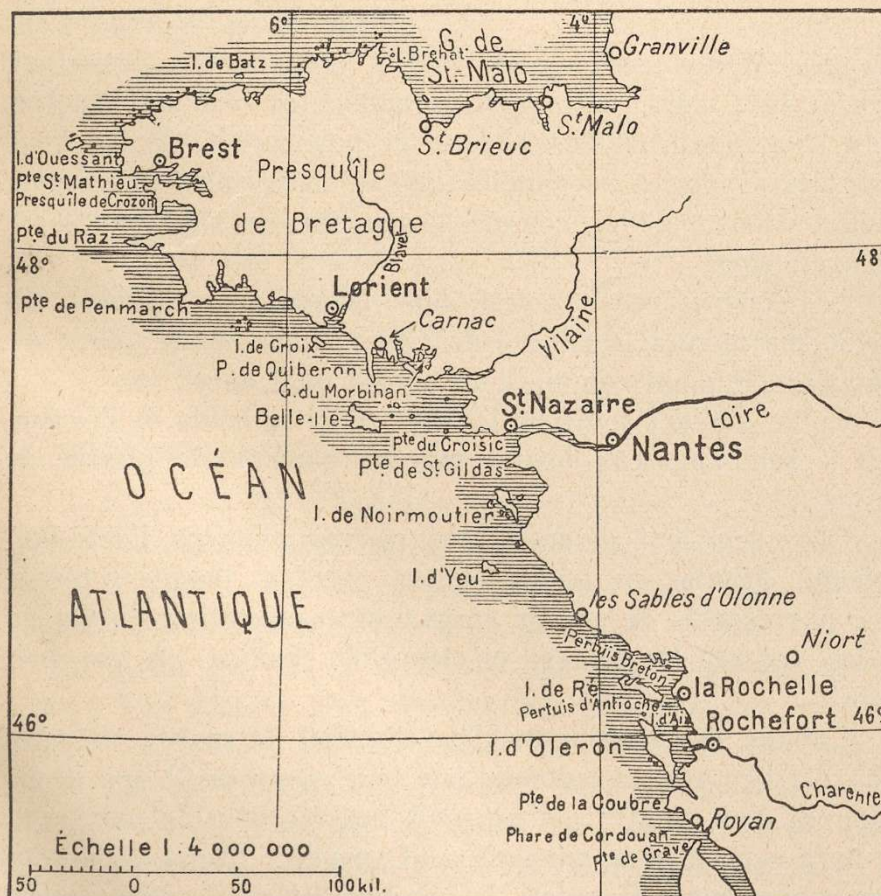 6°
4°
G. de
St. Malo
Granville
I. Brehat
I. de Batz
St Malo
St Brieuc
Brest
I. d'Ouessant
Pte St Mathieu
Presquîle de Crozon
Presquîle
de Bretagne
Pte du Raz
Blavet
48°
48
Lorient
Pte de Penmarch
Carnac
Vilaine
I. de Groix
P. de Quiberon
G. du Morbihan
Belle-Ile
St Nazaire
Loire
Pte du Croisic
Nantes
Pte de St Gildas
OCÉAN
I. de Noirmoutier
I. d'Yeu
ATLANTIQUE
les Sables d'Olonne
Niort
Pertuis Breton
I. de Ré
la Rochelle
Pertuis d'Antioche
I. d'Aix
Rochefort
46°
46°
I. d'Oleron
Charente
Pte de la Coubre
Royan
Phare de Cordouan
Pte de Grave
Échelle 1:4 000 000
50 0 50 100 kil.